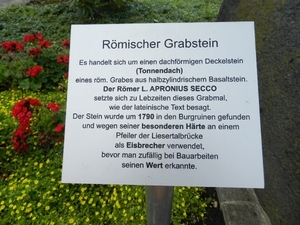 Römischer Grabstein
Es handelt sich um einen dachförmigen Deckelstein
(Tonnendach)
eines röm. Grabes aus halbzylindrischem Basaltstein.
Der Römer L. APRONIUS SECCO
setzte sich zu Lebzeiten dieses Grabmal,
wie der lateinische Text besagt.
Der Stein wurde um 1790 in den Burgruinen gefunden
und wegen seiner besonderen Härte an einem
Pfeiler der Liesertalbrücke
als Eisbrecher verwendet,
bevor man zufällig bei Bauarbeiten
seinen Wert erkannte.